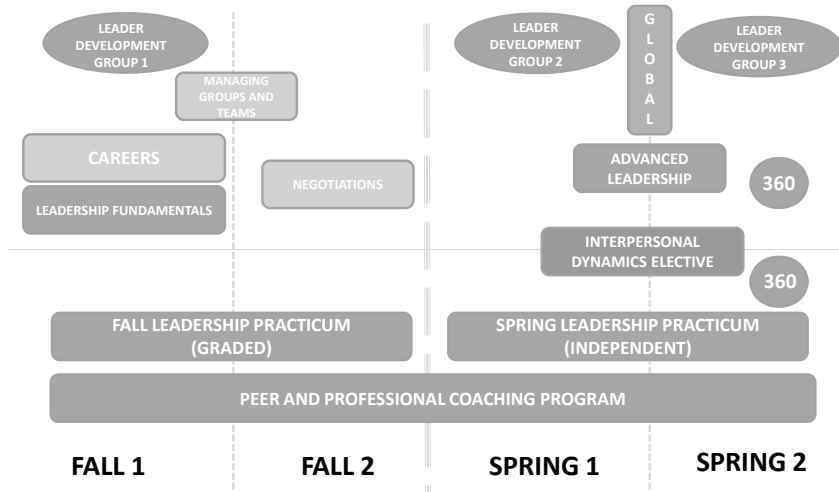 LEADER
DEVELOPMENT
GROUP 1
MANAGING
GROUPS AND
TEAMS
CAREERS
LEADERSHIP FUNDAMENTALS
NEGOTIATIONS
LEADER
DEVELOPMENT
GROUP 2
G
L
O
B
A
L
LEADER
DEVELOPMENT
GROUP 3
ADVANCED
LEADERSHIP
360
INTERPERSONAL
DYNAMICS ELECTIVE
360
FALL LEADERSHIP PRACTICUM
(GRADED)
SPRING LEADERSHIP PRACTICUM
(INDEPENDENT)
PEER AND PROFESSIONAL COACHING PROGRAM
FALL 1
FALL 2
SPRING 1
SPRING 2